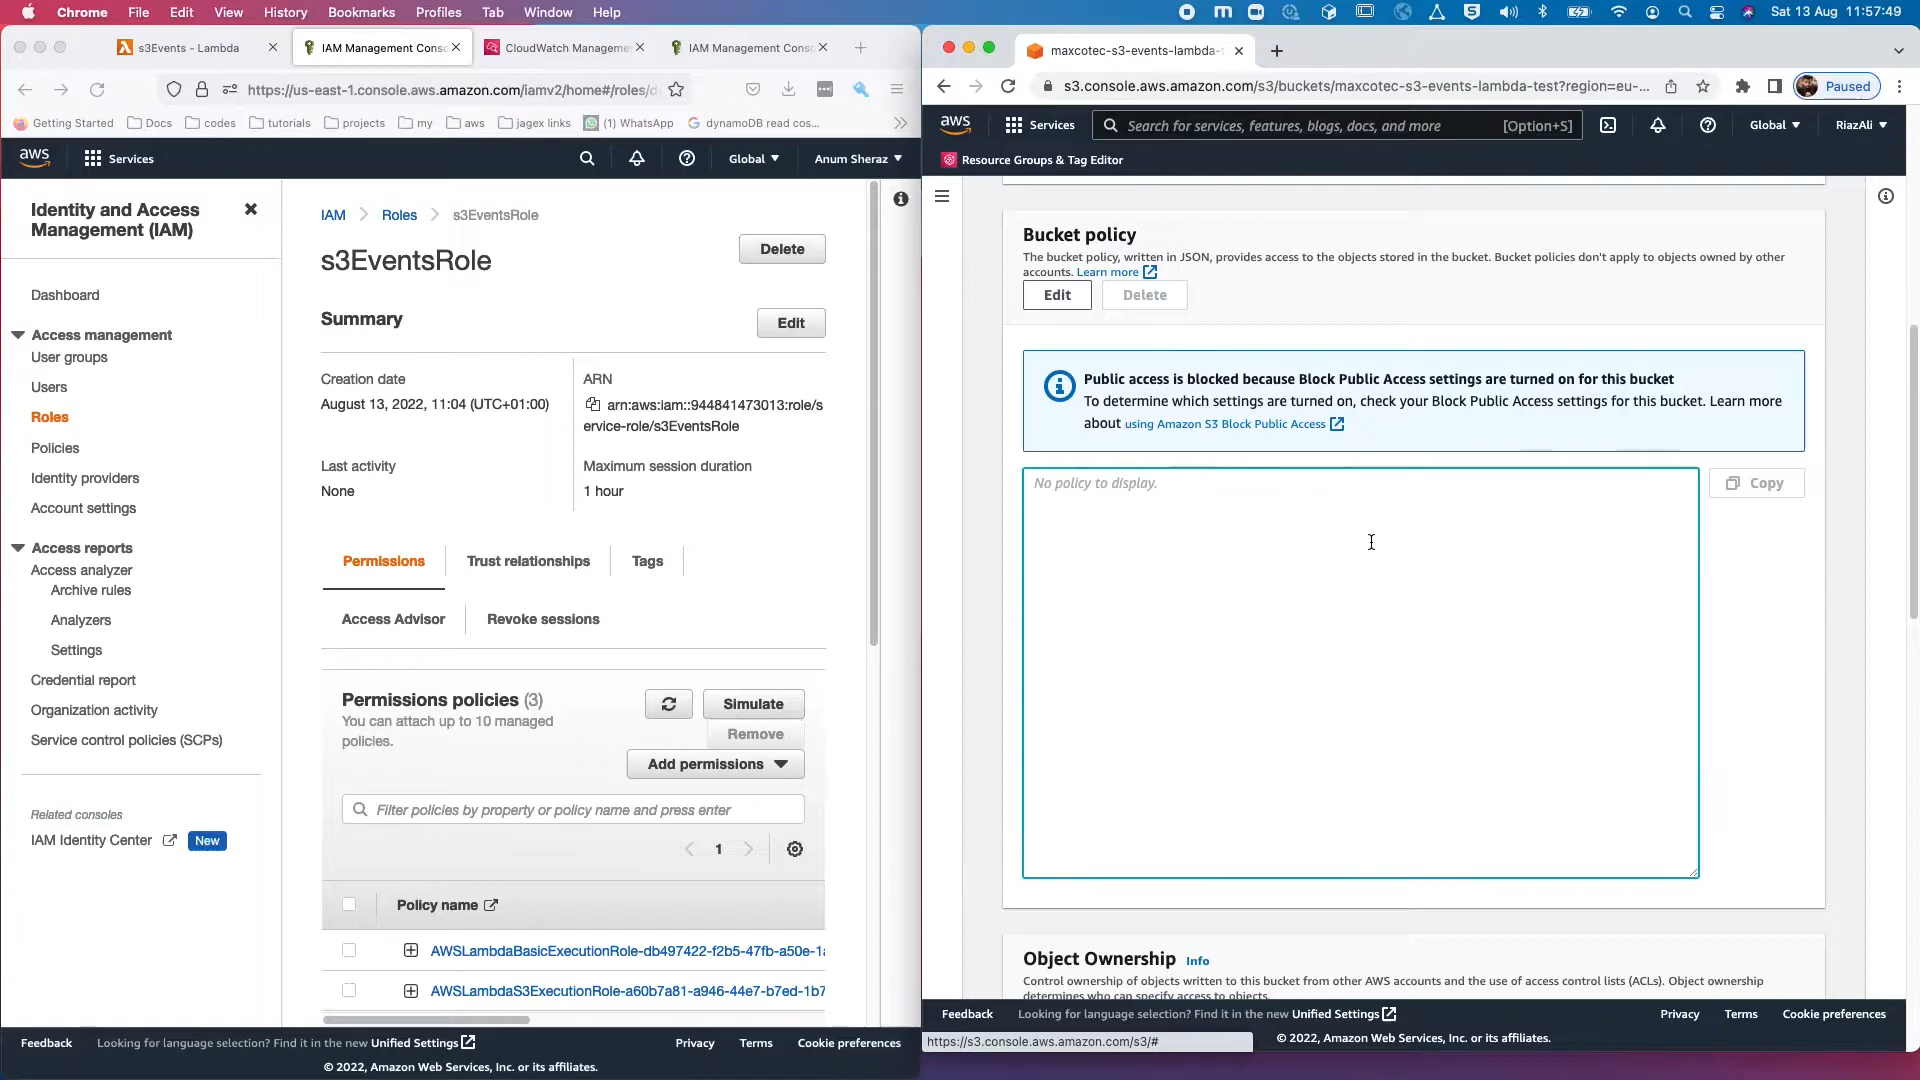 Chrome File Edit View History Bookmarks Profiles Tab Window Help
Sat 13 Aug 11:57:49
s3Events - Lambda
IAM Management Cons
CloudWatch Manageme
IAM Management Cons
https://us-east-1.console.aws.amazon.com/iamv2/home#/roles/d
Getting Started Docs codes tutorials projects my aws jagex links (1) WhatsApp dynamoDB read cos...
aws Services Global Anum Sheraz
Identity and Access
Management (IAM)
Dashboard
Access management
User groups
Users
Roles
Policies
Identity providers
Account settings
Access reports
Access analyzer
Archive rules
Analyzers
Settings
Credential report
Organization activity
Service control policies (SCPs)
Related consoles
IAM Identity Center New
IAM Roles s3EventsRole
s3EventsRole
Delete
Summary
Edit
Creation date
August 13, 2022, 11:04 (UTC+01:00)
ARN
arn:aws:iam::944841473013:role/s
ervice-role/s3EventsRole
Last activity
None
Maximum session duration
1 hour
Permissions Trust relationships Tags
Access Advisor Revoke sessions
Permissions policies (3)
You can attach up to 10 managed
policies.
Simulate
Remove
Add permissions
Filter policies by property or policy name and press enter
1
Policy name
AWSLambdaBasicExecutionRole-db497422-f2b5-47fb-a50e-1
AWSLambdaS3ExecutionRole-a60b7a81-a946-44e7-b7ed-1b7
Feedback Looking for language selection? Find it in the new Unified Settings Privacy Terms Cookie preferences
© 2022, Amazon Web Services, Inc. or its affiliates.
maxcotec-s3-events-lambda-
s3.console.aws.amazon.com/s3/buckets/maxcotec-s3-events-lambda-test?region=eu-...
Paused
aws Services Search for services, features, blogs, docs, and more [Option+S] Global RiazAli
Resource Groups & Tag Editor
Bucket policy
The bucket policy, written in JSON, provides access to the objects stored in the bucket. Bucket policies don't apply to objects owned by other
accounts. Learn more
Edit Delete
Public access is blocked because Block Public Access settings are turned on for this bucket
To determine which settings are turned on, check your Block Public Access settings for this bucket. Learn more
about using Amazon S3 Block Public Access
No policy to display.
Copy
Object Ownership Info
Control ownership of objects written to this bucket from other AWS accounts and the use of access control lists (ACLs). Object ownership
determines who can specify access to objects.
Feedback Looking for language selection? Find it in the new Unified Settings Privacy Terms Cookie preferences
https://s3.console.aws.amazon.com/s3/#
© 2022, Amazon Web Services, Inc. or its affiliates.